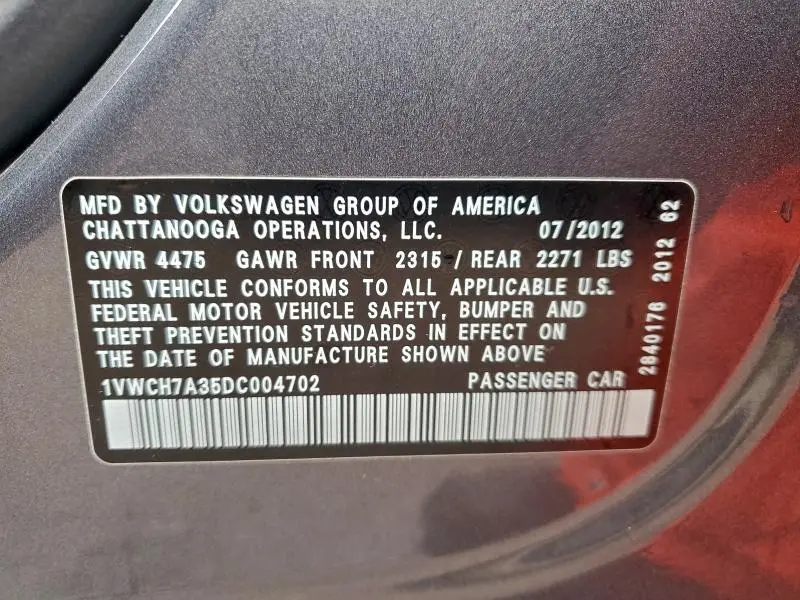 MFD BY VOLKSWAGEN GROUP OF AMERICA
CHATTANOOGA OPERATIONS, LLC. 07/2012
GVWR 4475 GAWR FRONT 2315/REAR 2271 LBS
THIS VEHICLE CONFORMS TO ALL APPLICABLE U.S.
FEDERAL MOTOR VEHICLE SAFETY, BUMPER AND
THEFT PREVENTION STANDARDS IN EFFECT ON
THE DATE OF MANUFACTURE SHOWN ABOVE
1VWCH7A35DC004702 PASSENGER CAR
2840178 2012 62